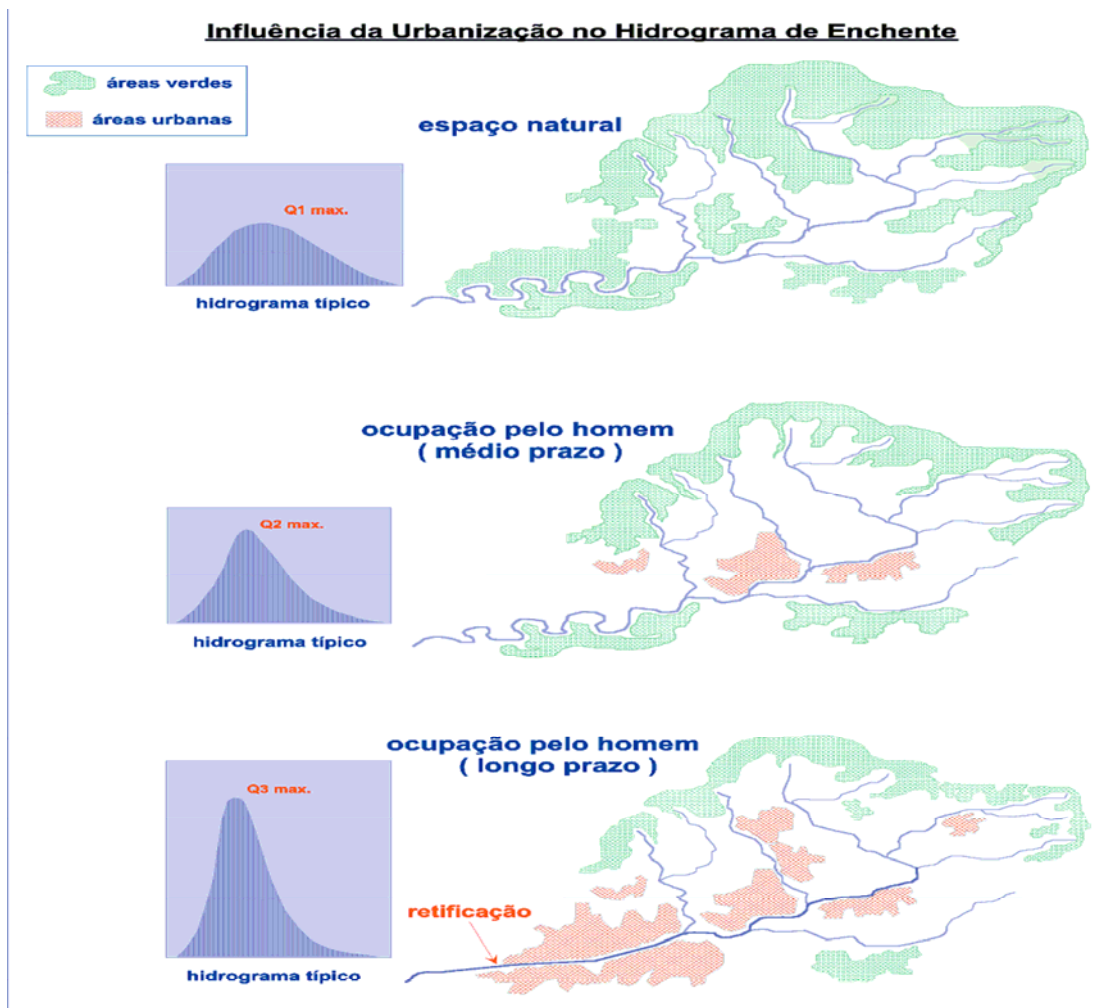 Influência da Urbanização no Hidrograma de Enchente
áreas verdes
áreas urbanas
espaço natural
Q1 max.
hidrograma típico
ocupação pelo homem
( médio prazo )
Q2 max.
hidrograma típico
ocupação pelo homem
( longo prazo )
Q3 max.
retificação
hidrograma típico